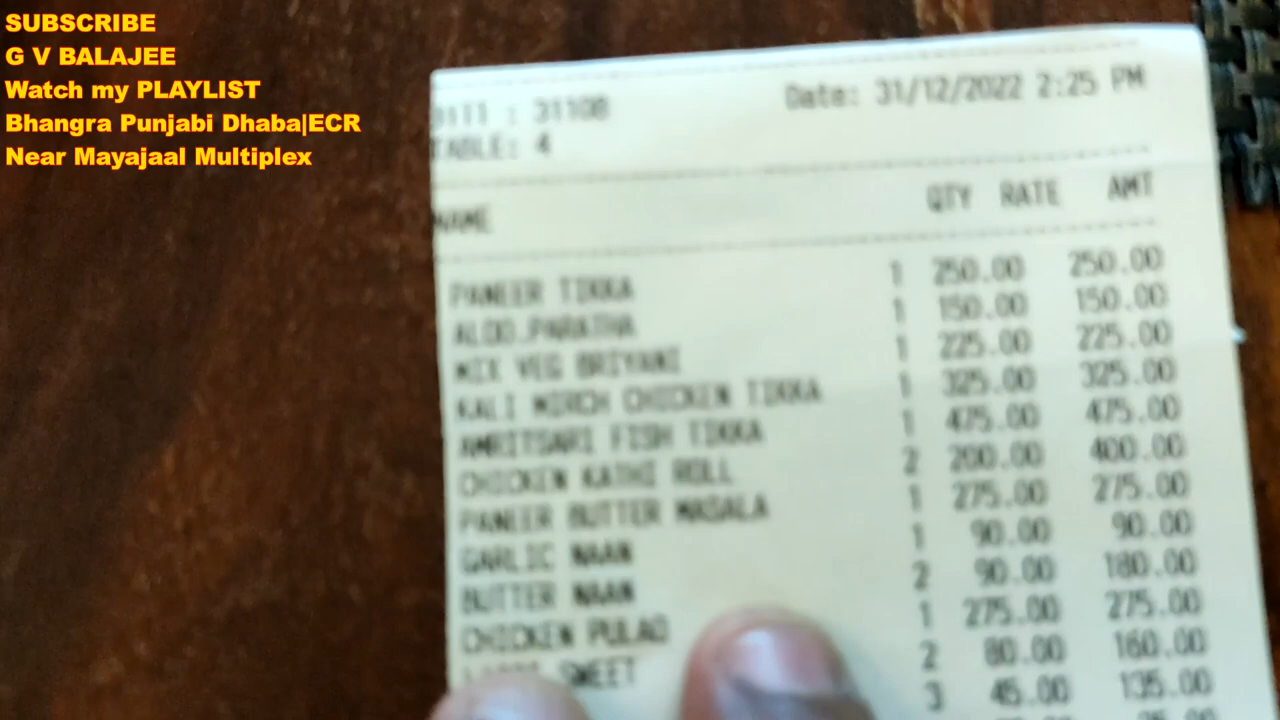 SUBSCRIBE
G V BALAJEE
Watch my PLAYLIST
Bhangra Punjabi Dhaba|ECR
Near Mayajaal Multiplex
: 31108 Date: 31/12/2022 2:25 PM
TABLE: 4
NAME QTY RATE AMT
PANEER TIKKA 1 250.00 250.00
ALOO.PARATHA 1 150.00 150.00
MIX VEG BRIYANI 1 225.00 225.00
KALI MIRCH CHICKEN TIKKA 1 325.00 325.00
AMRITSARI FISH TIKKA 1 475.00 475.00
CHICKEN KATHI ROLL 2 200.00 400.00
PANEER BUTTER MASALA 1 275.00 275.00
GARLIC NAAN 1 90.00 90.00
BUTTER NAAN 2 90.00 180.00
CHICKEN PULAO 1 275.00 275.00
SWEET 2 80.00 160.00
3 45.00 135.00